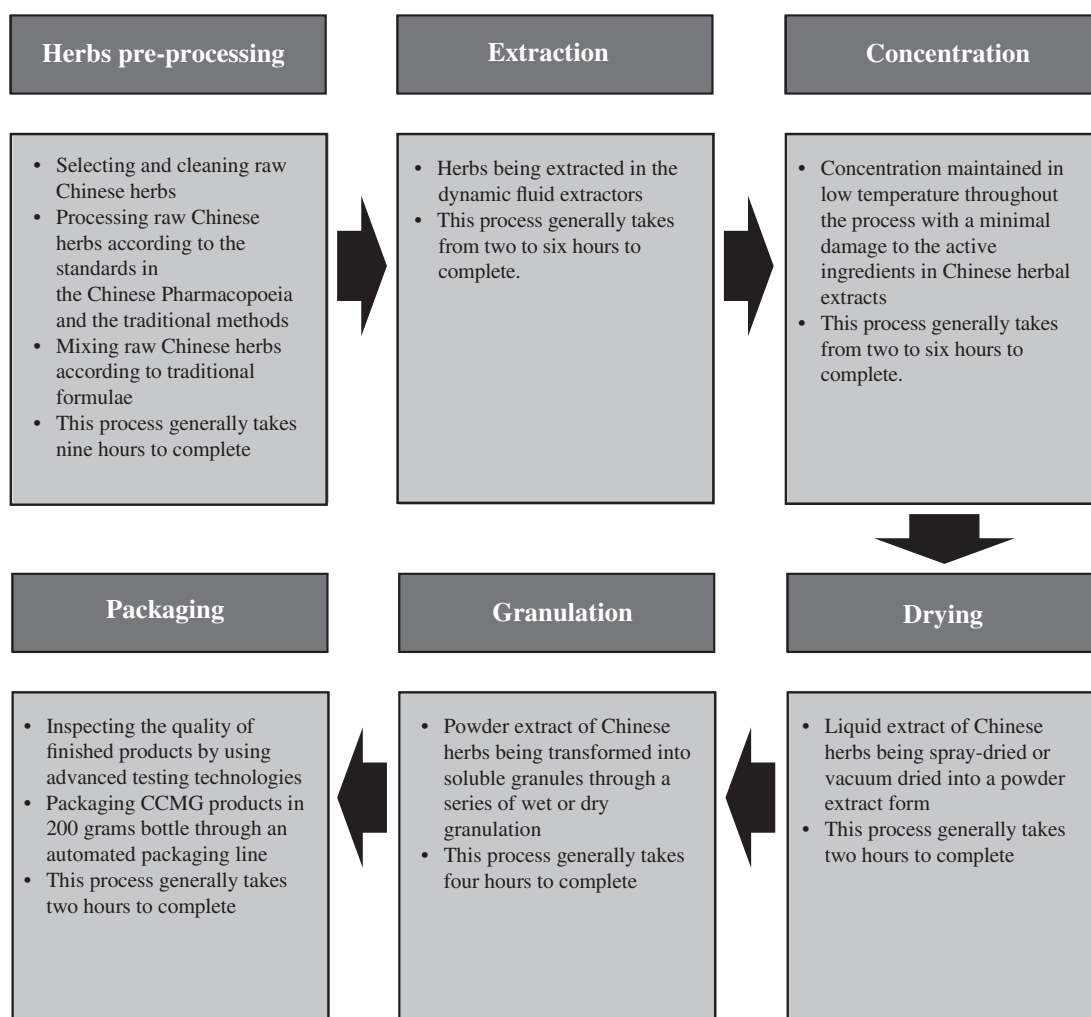 Herbs pre-processing
• Selecting and cleaning raw
Chinese herbs
• Processing raw Chinese
herbs according to the
standards in
the Chinese Pharmacopoeia
and the traditional methods
• Mixing raw Chinese herbs
according to traditional
formulae
• This process generally takes
nine hours to complete
Extraction
• Herbs being extracted in the
dynamic fluid extractors
• This process generally takes
from two to six hours to
complete.
Concentration
• Concentration maintained in
low temperature throughout
the process with a minimal
damage to the active
ingredients in Chinese herbal
extracts
• This process generally takes
from two to six hours to
complete.
Drying
• Liquid extract of Chinese
herbs being spray-dried or
vacuum dried into a powder
extract form
• This process generally takes
two hours to complete
Granulation
• Powder extract of Chinese
herbs being transformed into
soluble granules through a
series of wet or dry
granulation
• This process generally takes
four hours to complete
Packaging
• Inspecting the quality of
finished products by using
advanced testing technologies
• Packaging CCMG products in
200 grams bottle through an
automated packaging line
• This process generally takes
two hours to complete